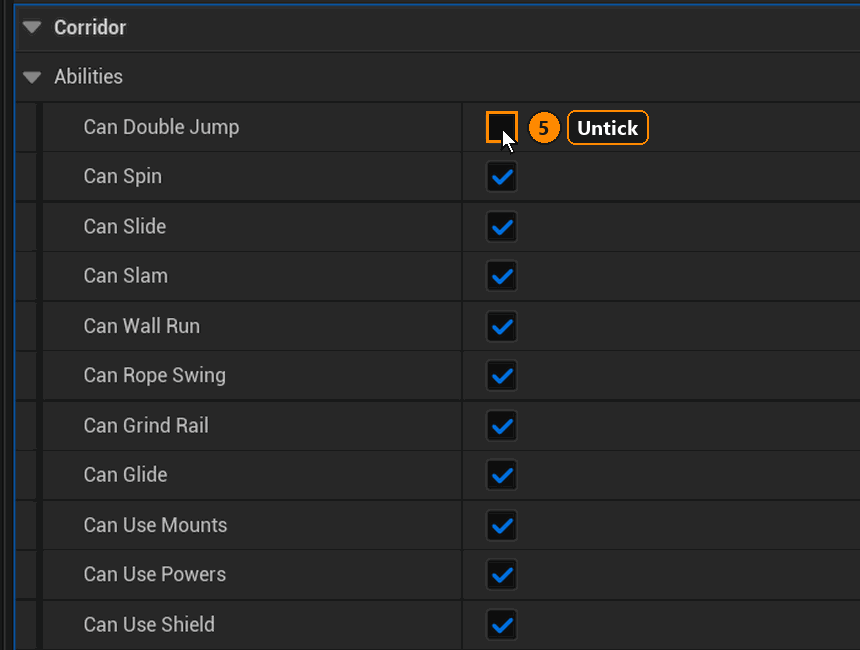 Corridor
Abilities
Can Double Jump 5 Untick
Can Spin
Can Slide
Can Slam
Can Wall Run
Can Rope Swing
Can Grind Rail
Can Glide
Can Use Mounts
Can Use Powers
Can Use Shield